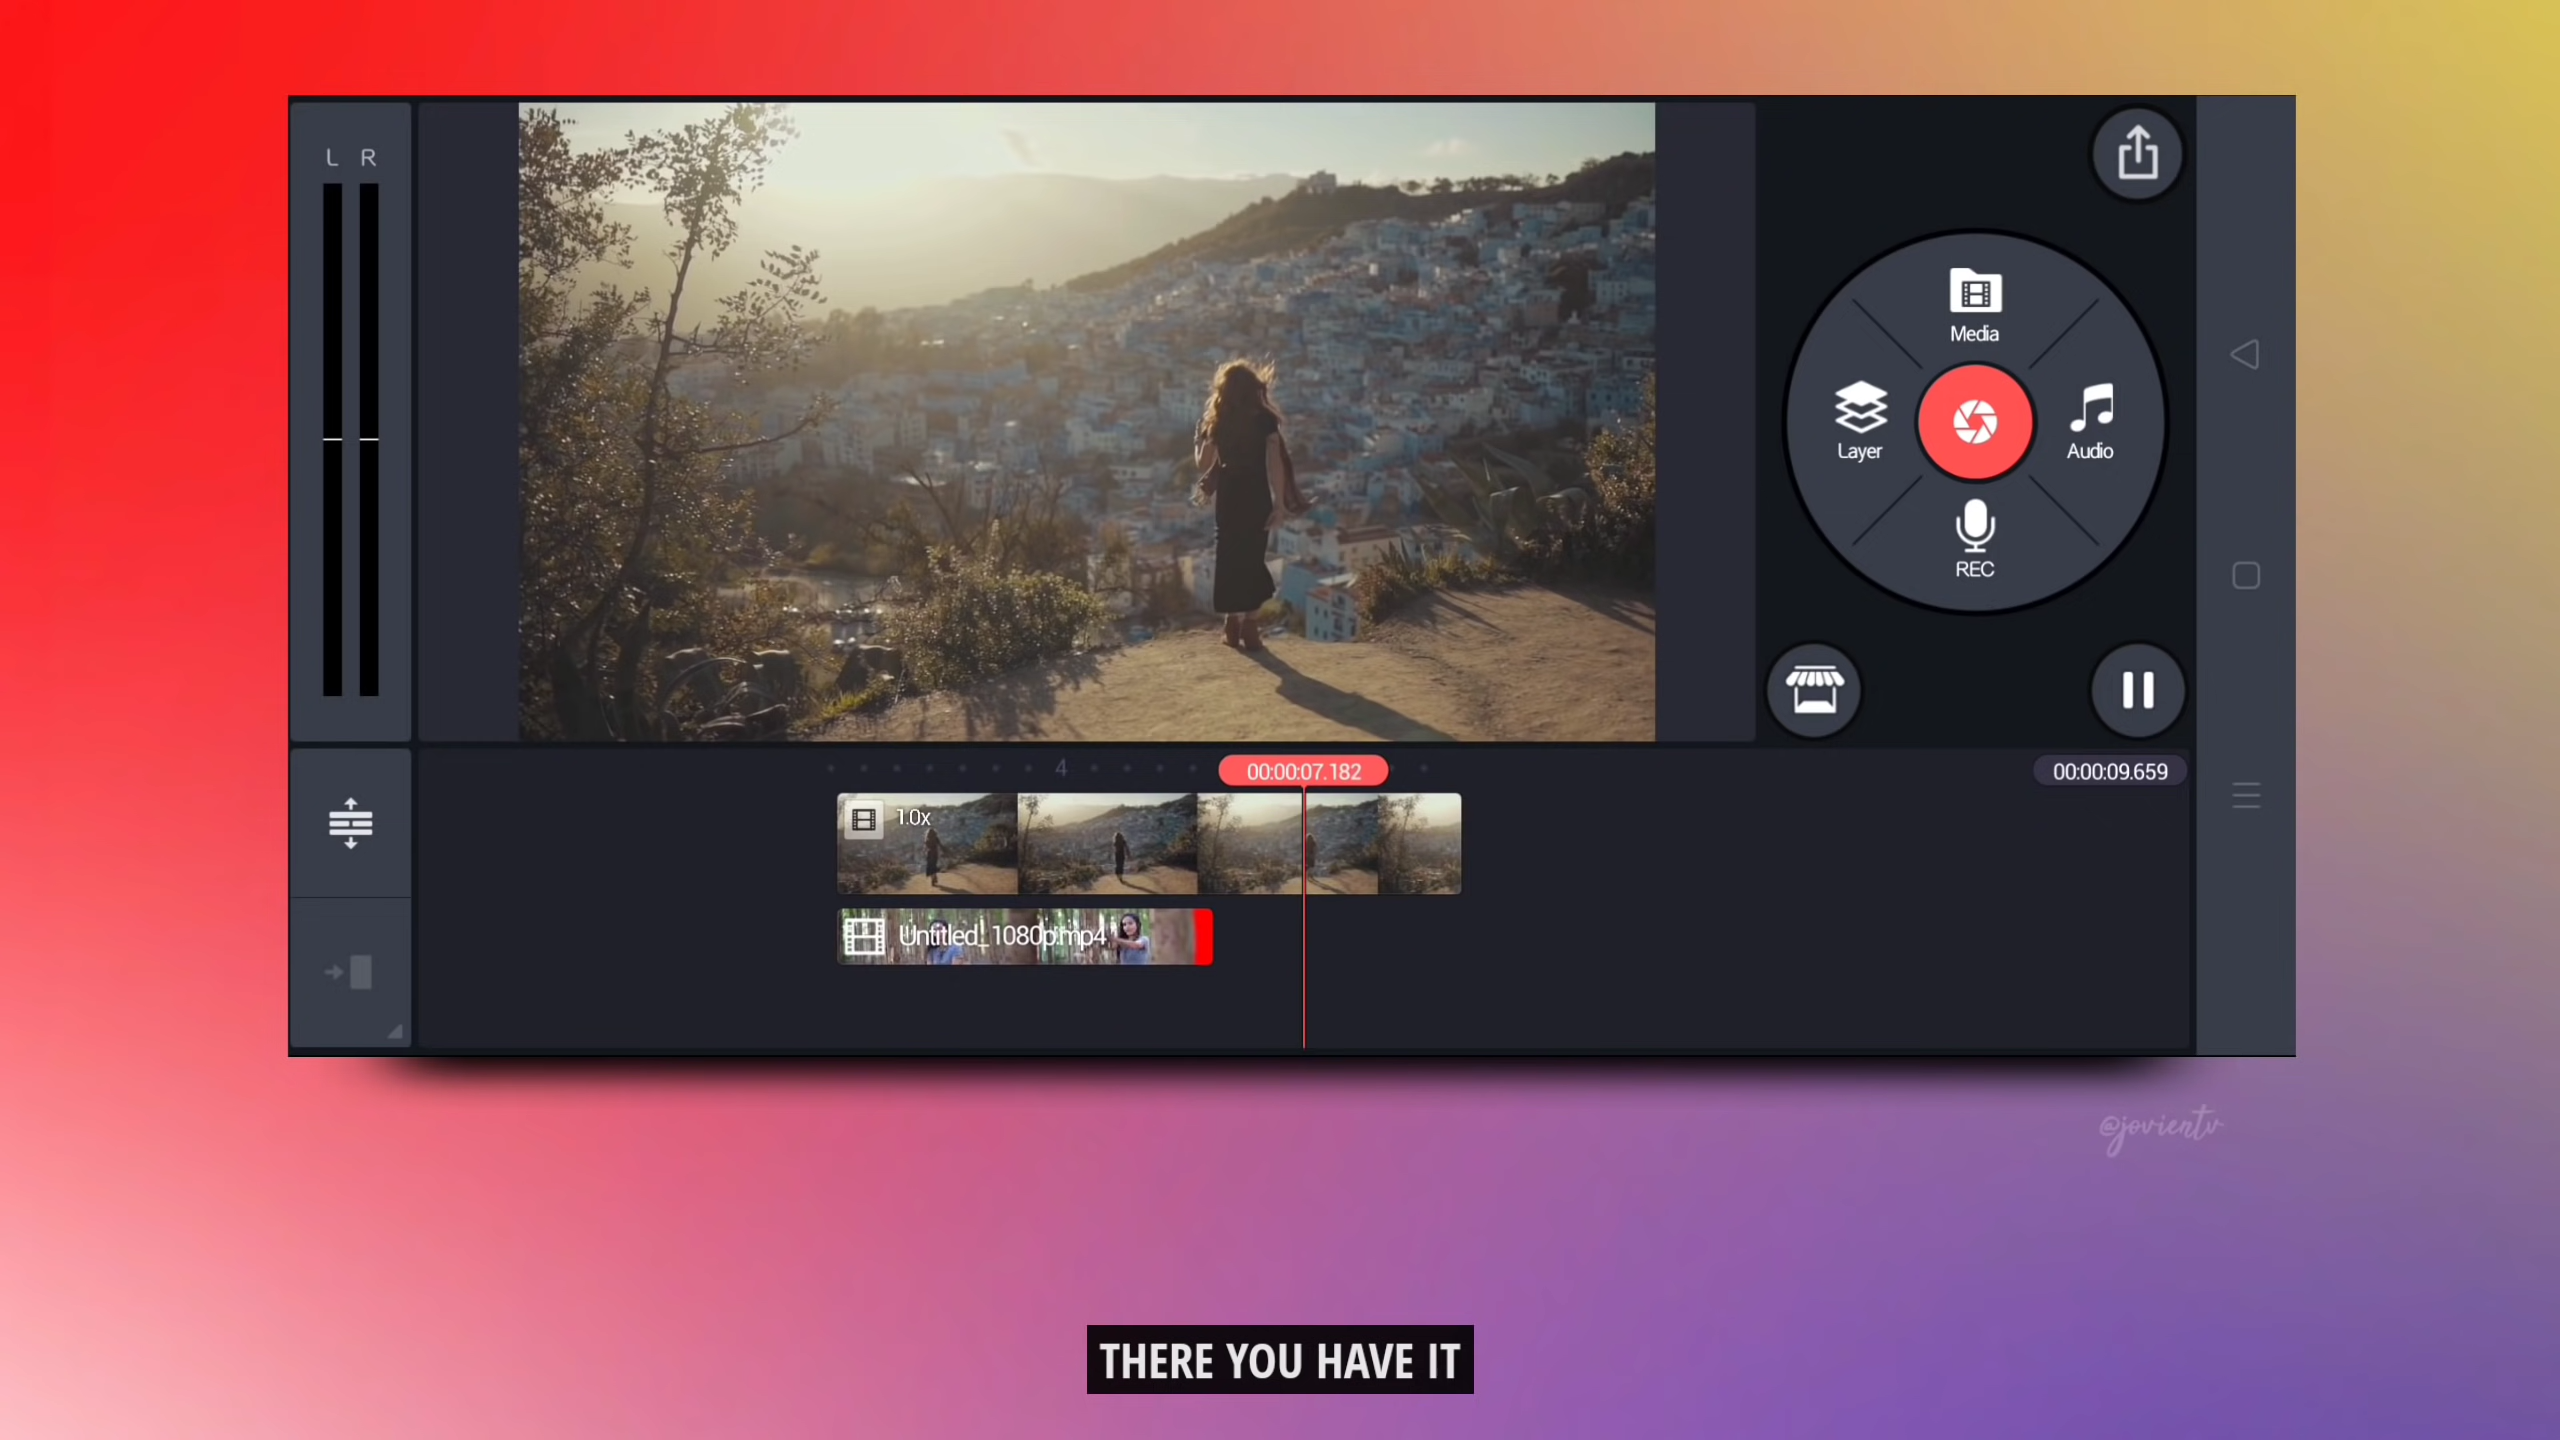 L R
Media
Layer
Audio
REC
4
00:00:07.182
00:00:09.659
1.0x
Untitled_1080p.mp4
@jovientv
THERE YOU HAVE IT